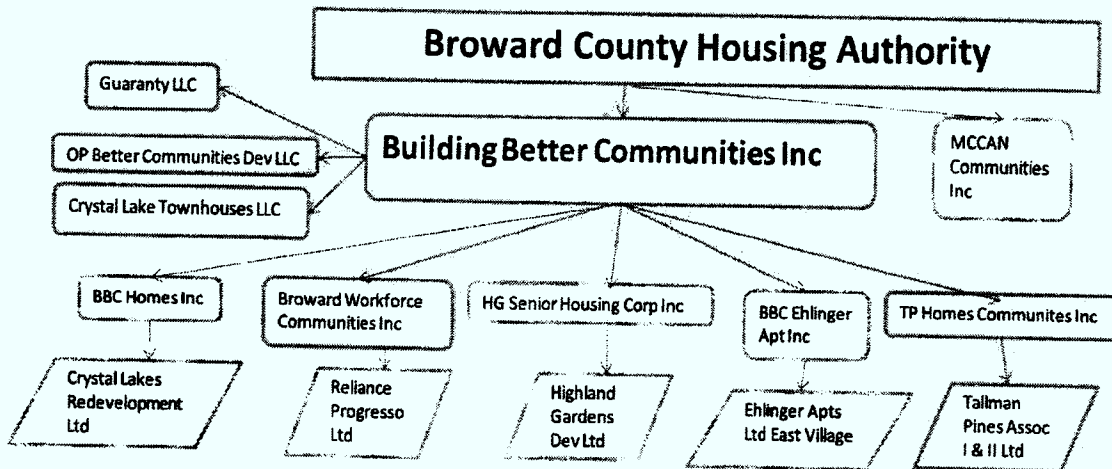 Broward County Housing Authority
Guaranty LLC
Building Better Communities Inc
MCCAN
Communities
Inc
OP Better Communities Dev LLC
Crystal Lake Townhouses LLC
BBC Homes Inc
Broward Workforce
Communities Inc
HG Senior Housing Corp Inc
BBC Ehlinger
Apt Inc
TP Homes Communites Inc
Crystal Lakes
Redevelopment
Ltd
Reliance
Progresso
Ltd
Highland
Gardens
Dev Ltd
Ehlinger Apts
Ltd East Village
Tallman
Pines Assoc
I & II Ltd